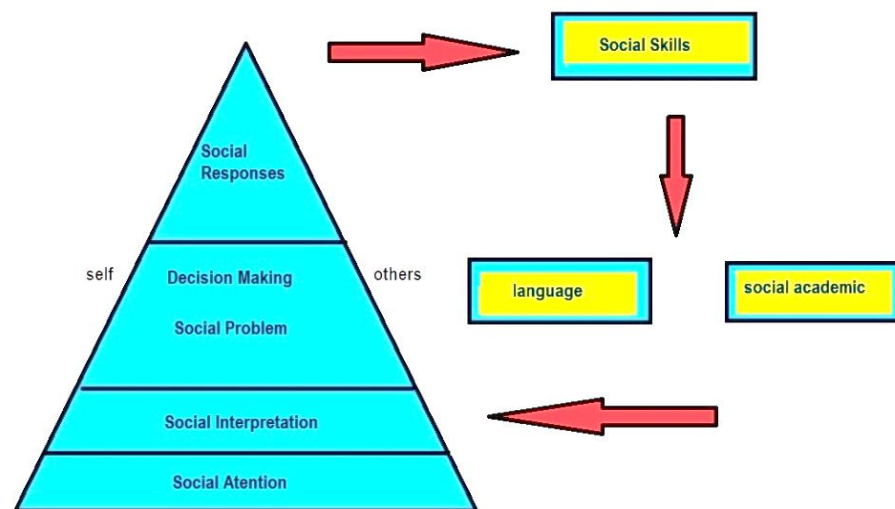 Social Skills
Social
Responses
self
Decision Making
others
Social Problem
language
social academic
Social Interpretation
Social Atention